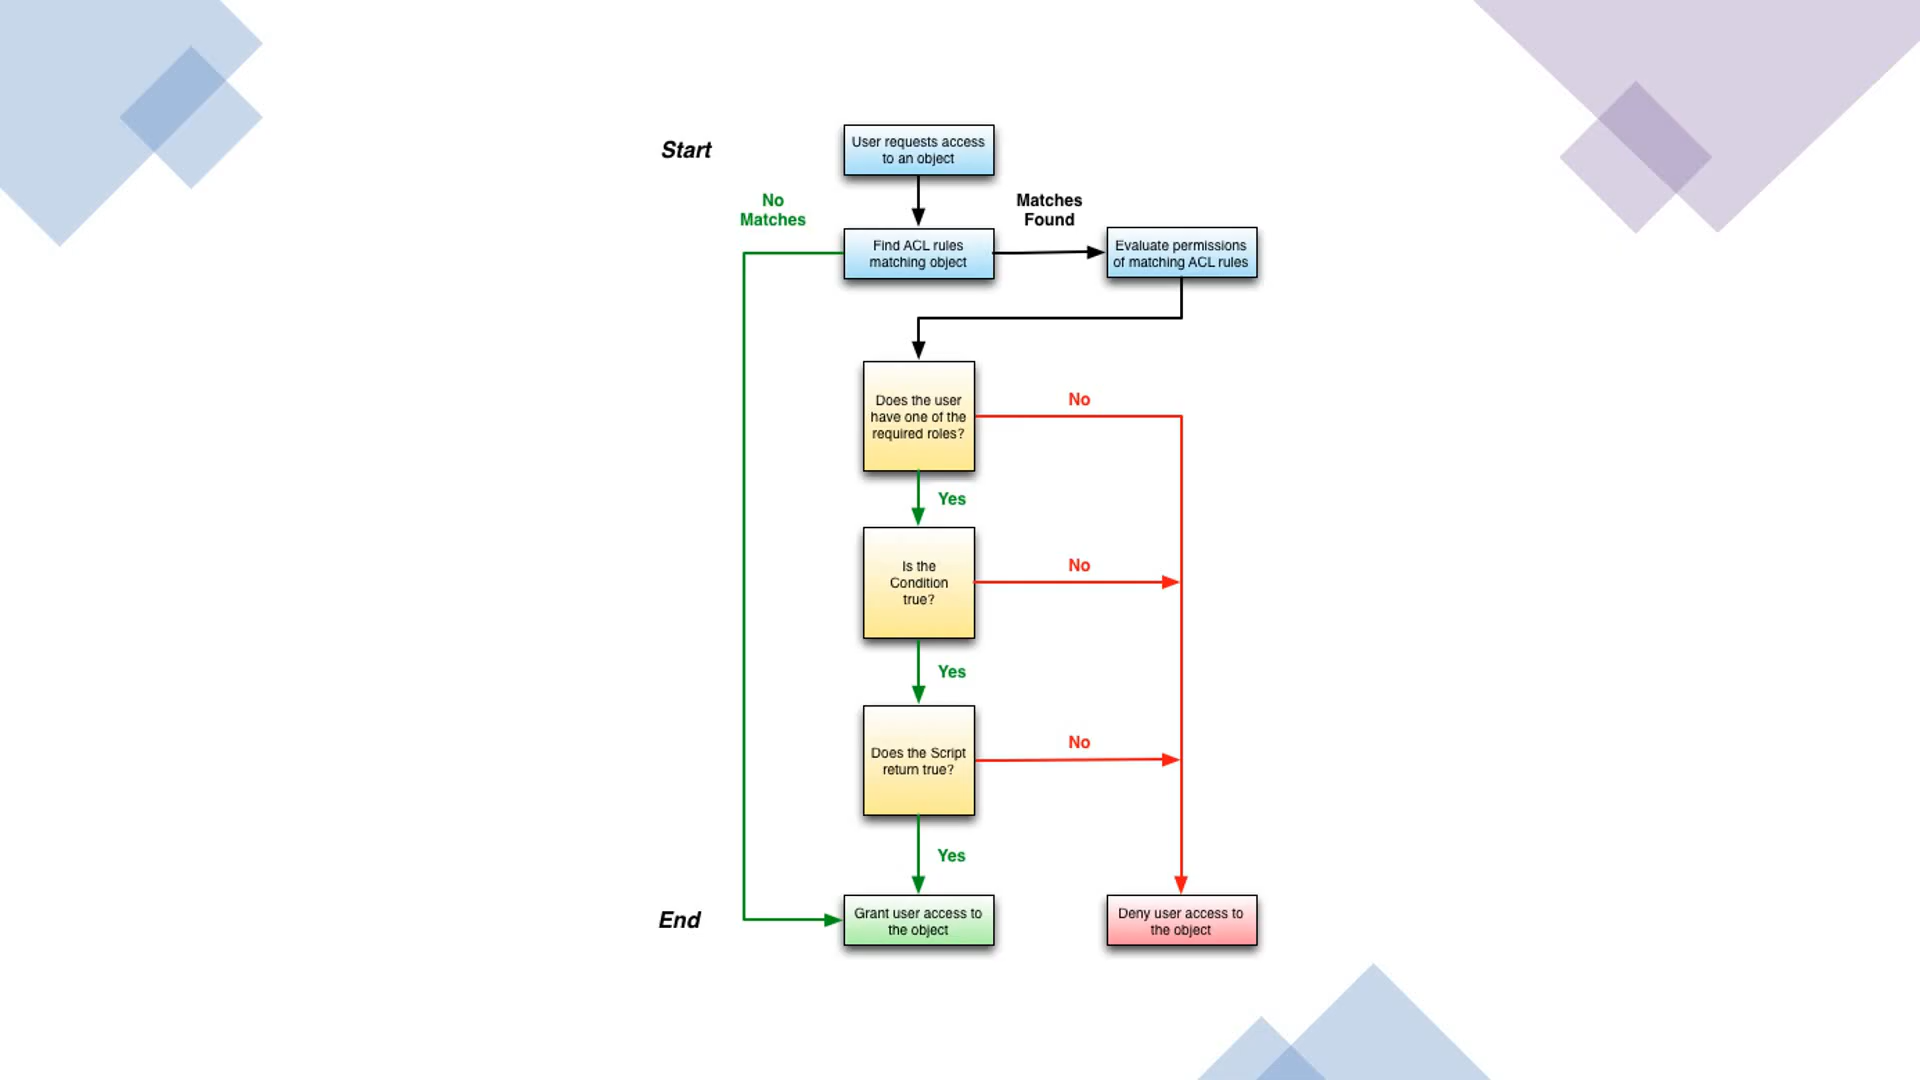 Start
User requests access
to an object
No
Matches
Matches
Found
Find ACL rules
matching object
Evaluate permissions
of matching ACL rules
Does the user
have one of the
required roles?
No
Yes
Is the
Condition
true?
No
Yes
Does the Script
return true?
No
Yes
End
Grant user access to
the object
Deny user access to
the object